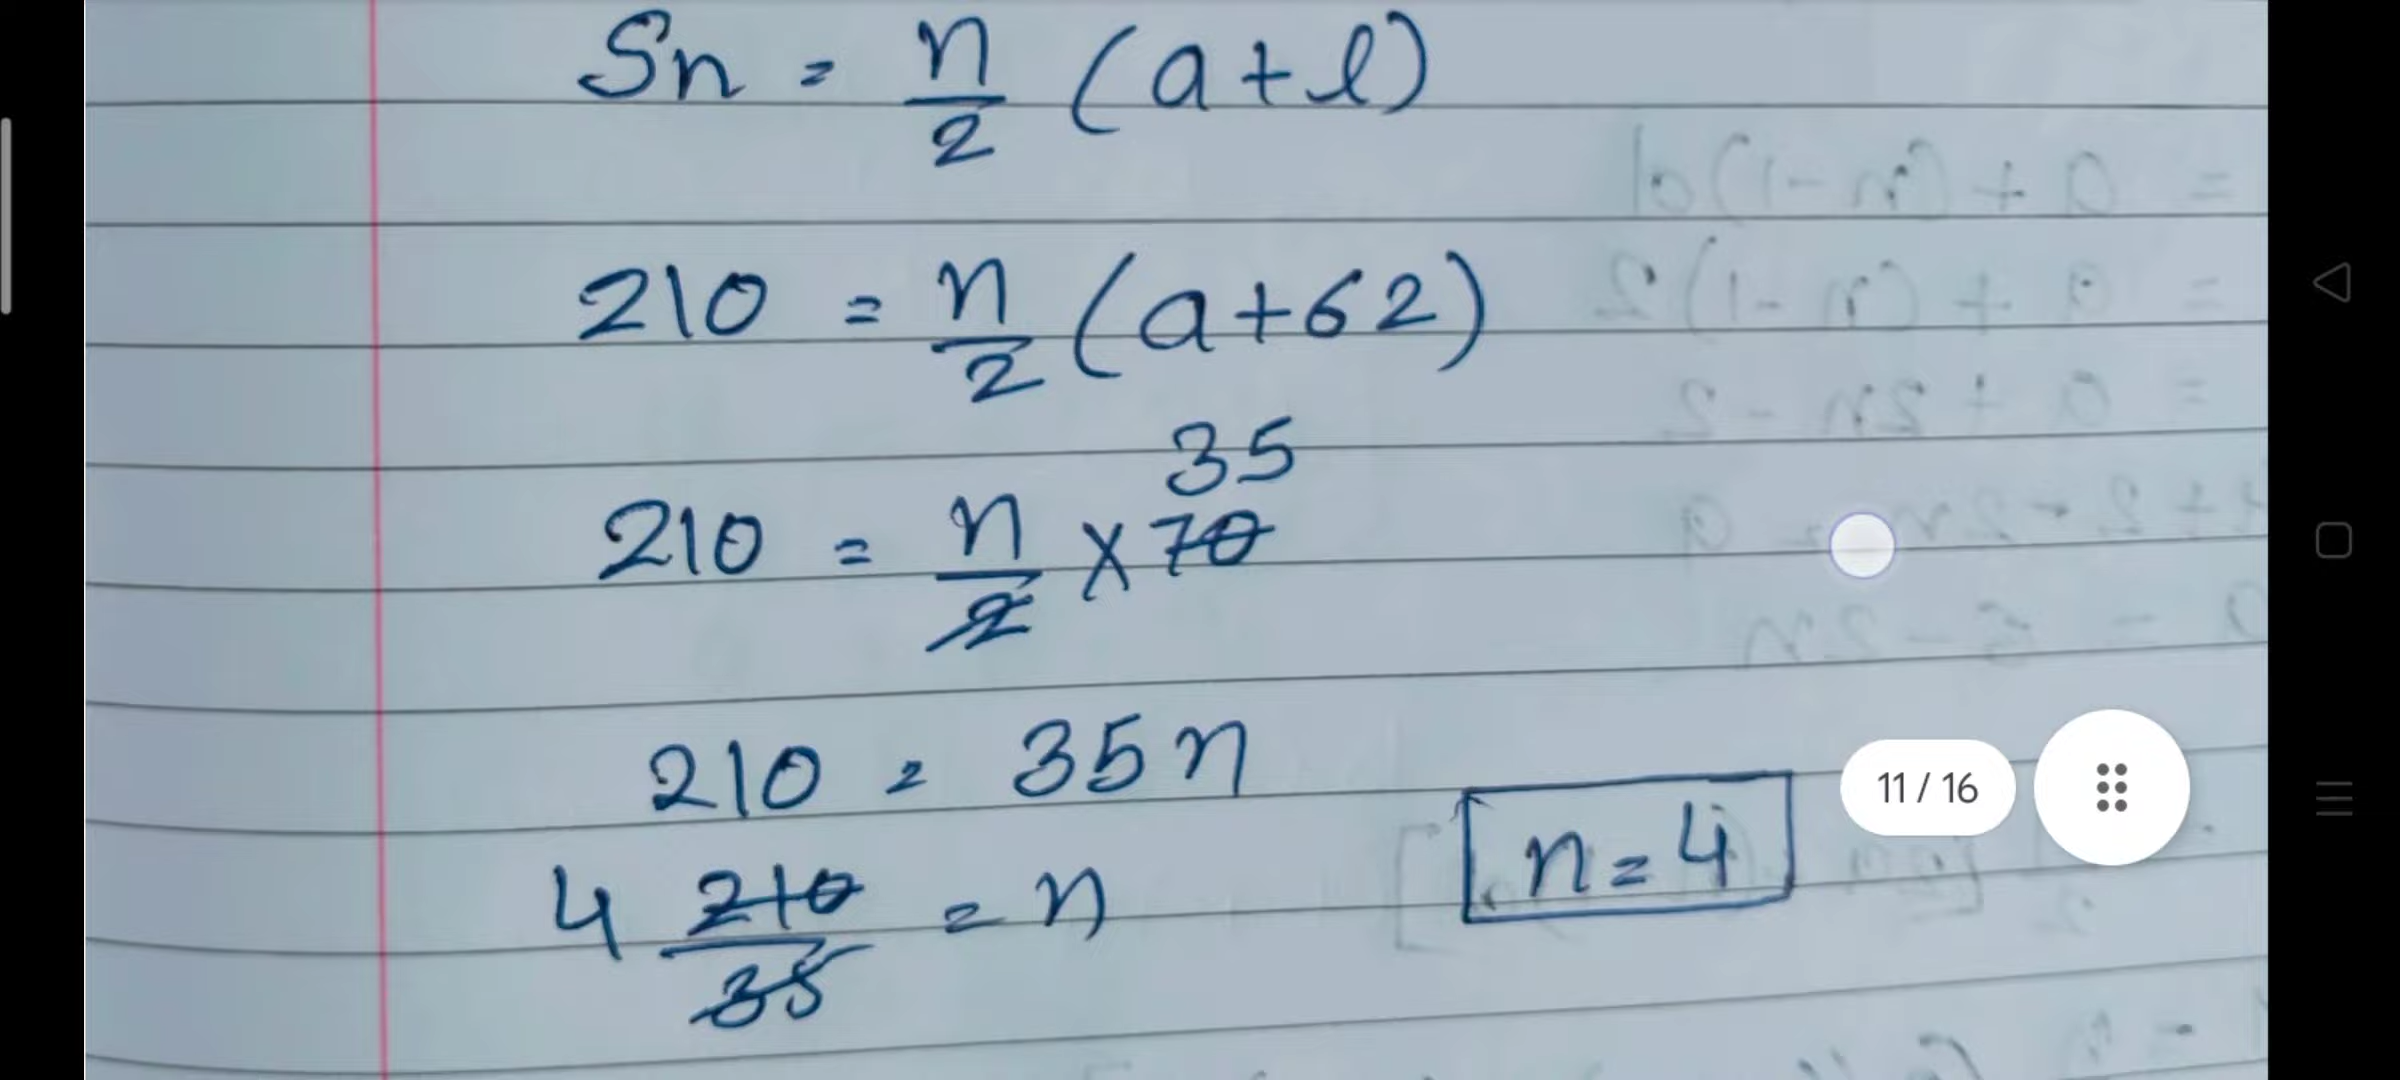 Sn = n/2 (a+l)
210 = n/2 (a+62)
35
210 = n/2 × 70
210 = 35n
4 210/35 = n
n = 4
11 / 16